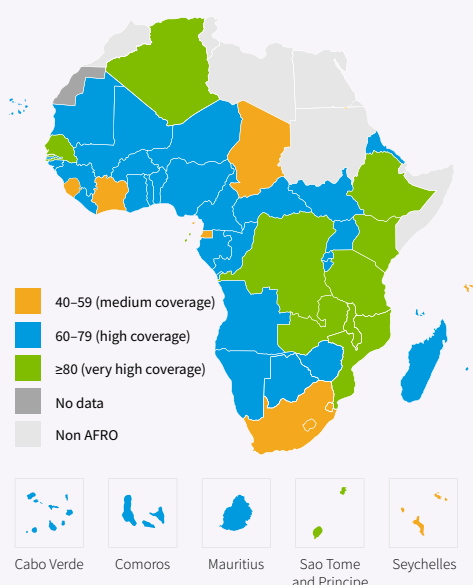 40–59 (medium coverage)
60–79 (high coverage)
≥80 (very high coverage)
No data
Non AFRO
Cabo Verde
Comoros
Mauritius
Sao Tome
and Principe
Seychelles